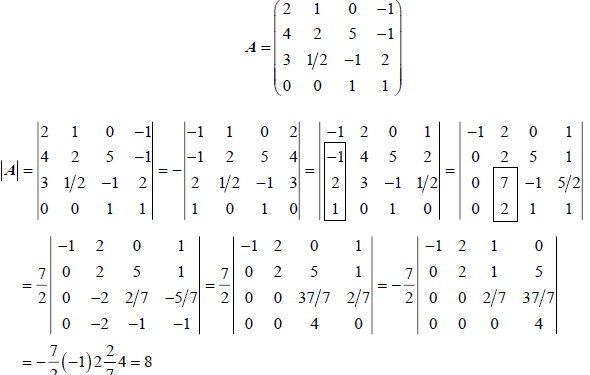 A = (2 1 0 −1
4 2 5 −1
3 1/2 −1 2
0 0 1 1)
|A| = |2 1 0 −1| = −|−1 1 0 2| = |−1 2 0 1| = |−1 2 0 1|
|4 2 5 −1| |−1 2 5 4| |−1 4 5 2| |0 2 5 1|
|3 1/2 −1 2| |2 1/2 −1 3| |2 3 −1 1/2| |0 7 −1 5/2|
|0 0 1 1| |1 0 1 0| |1 0 1 0| |0 2 1 1|
= 7/2 |−1 2 0 1| = 7/2 |−1 2 0 1| = −7/2 |−1 2 1 0|
|0 2 5 1| |0 2 5 1| |0 2 1 5|
|0 −2 2/7 −5/7| |0 0 37/7 2/7| |0 0 2/7 37/7|
|0 −2 −1 −1| |0 0 4 0| |0 0 0 4|
= −7/2 (−1)2 2/7 4 = 8